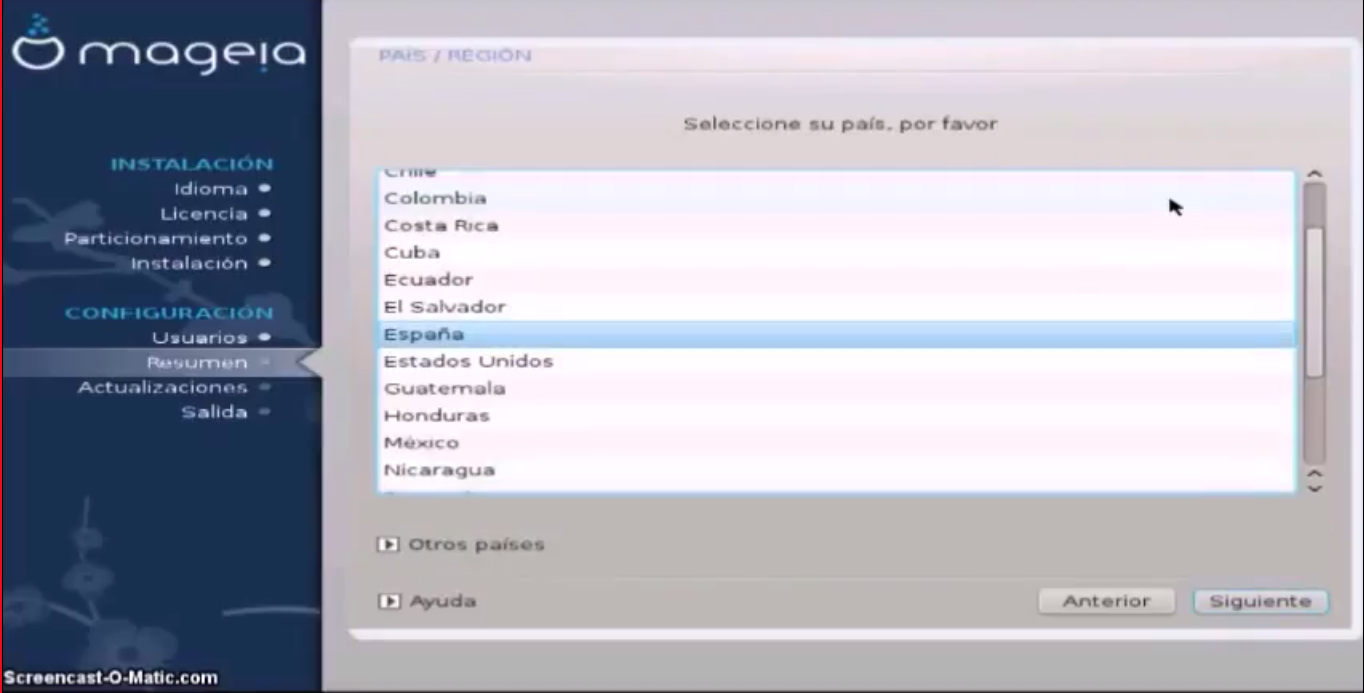 mageia
INSTALACIÓN
Idioma
Licencia
Particionamiento
Instalación
CONFIGURACIÓN
Usuarios
Resumen
Actualizaciones
Salida
Screencast-O-Matic.com
PAÍS / REGIÓN
Seleccione su país, por favor
Chile
Colombia
Costa Rica
Cuba
Ecuador
El Salvador
España
Estados Unidos
Guatemala
Honduras
México
Nicaragua
Otros países
Ayuda
Anterior
Siguiente